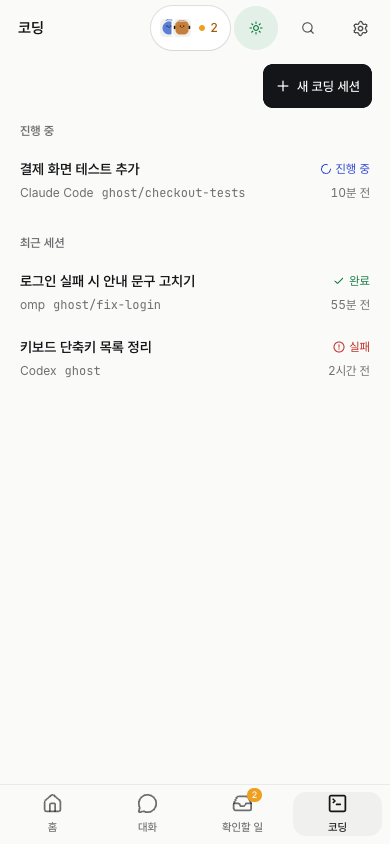 코딩
2
새 코딩 세션
진행 중
결제 화면 테스트 추가
진행 중
Claude Code ghost/checkout-tests
10분 전
최근 세션
로그인 실패 시 안내 문구 고치기
완료
omp ghost/fix-login
55분 전
키보드 단축키 목록 정리
실패
Codex ghost
2시간 전
2
홈
대화
확인할 일
코딩